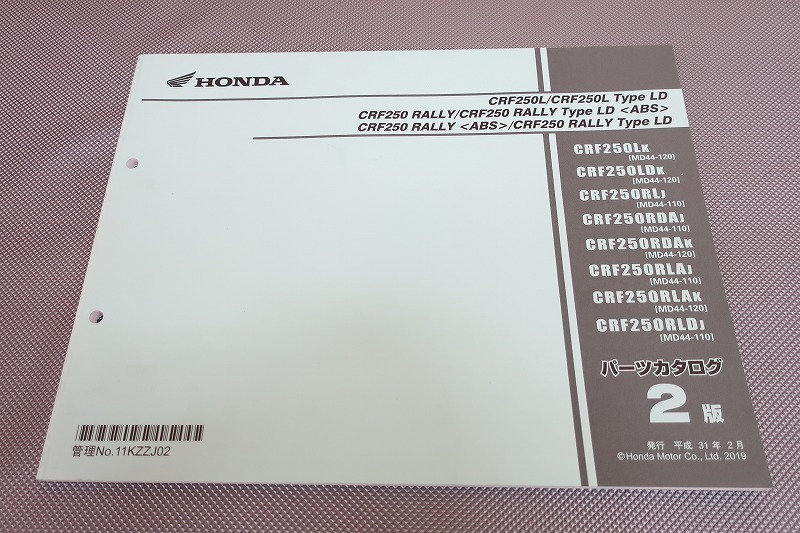 HONDA
CRF250L/CRF250L Type LD
CRF250 RALLY/CRF250 RALLY Type LD <ABS>
CRF250 RALLY <ABS>/CRF250 RALLY Type LD
CRF250LK
[MD44-120]
CRF250LDK
[MD44-120]
CRF250RLJ
[MD44-110]
CRF250RDAJ
[MD44-110]
CRF250RDAK
[MD44-120]
CRF250RLAJ
[MD44-110]
CRF250RLAK
[MD44-120]
CRF250RLDJ
[MD44-110]
パーツカタログ
2版
発行 平成 31 年 2 月
©Honda Motor Co., Ltd. 2019
管理No.11KZZJ02